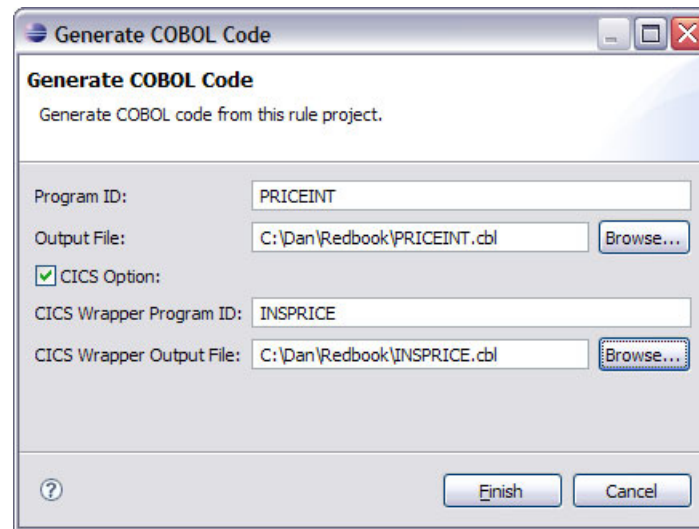 Generate COBOL Code
Generate COBOL Code
Generate COBOL code from this rule project.
Program ID: PRICEINT
Output File: C:\Dan\Redbook\PRICEINT.cbl Browse...
CICS Option:
CICS Wrapper Program ID: INSPRICE
CICS Wrapper Output File: C:\Dan\Redbook\INSPRICE.cbl Browse...
? Finish Cancel